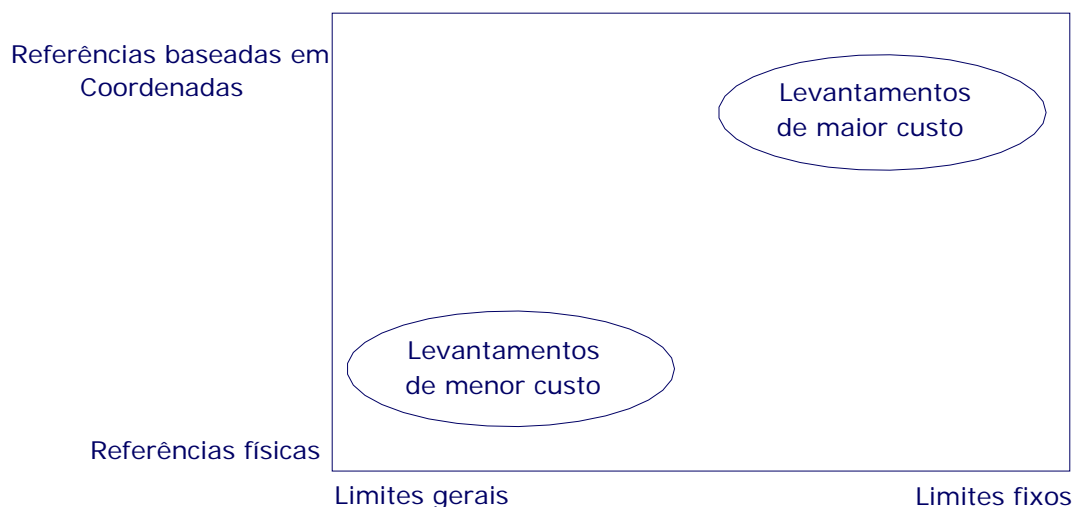 Referências baseadas em
Coordenadas
Levantamentos
de maior custo
Levantamentos
de menor custo
Referências físicas
Limites gerais
Limites fixos